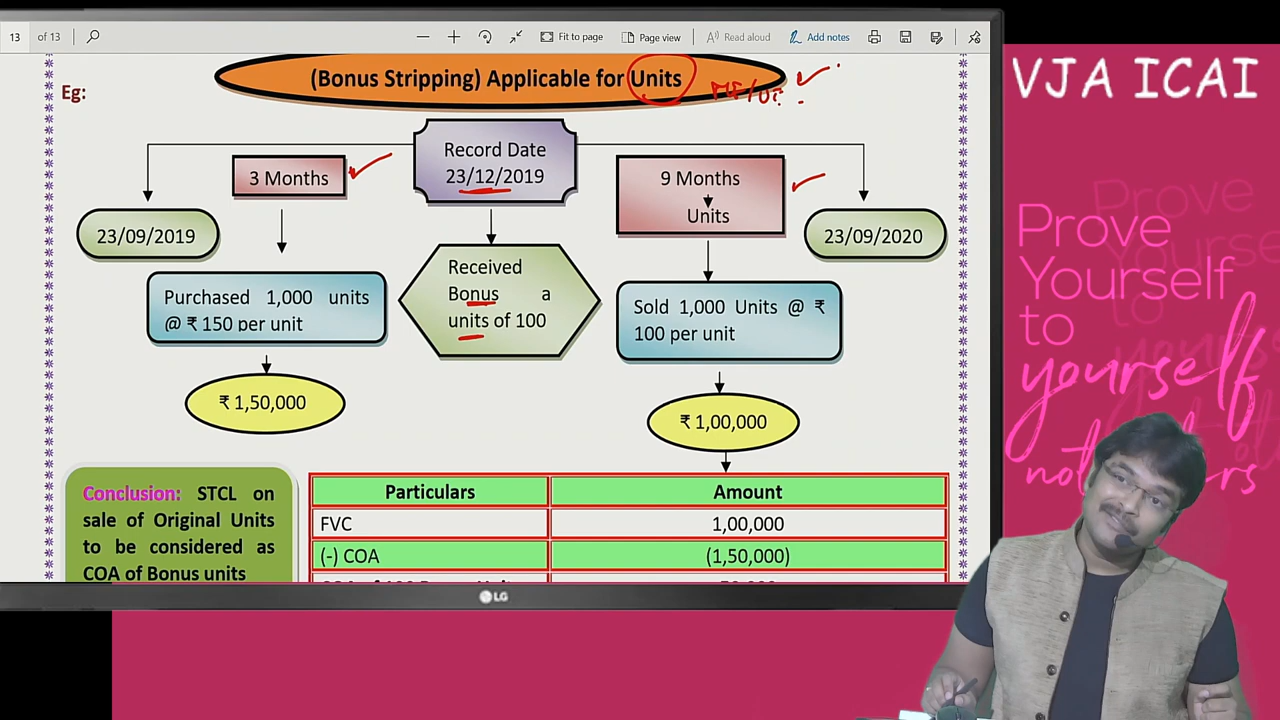 13 of 13
Fit to page
Page view
Read aloud
Add notes
(Bonus Stripping) Applicable for Units
Eg:
Record Date
23/12/2019
3 Months
9 Months
Units
23/09/2019
23/09/2020
Purchased 1,000 units
@ ₹ 150 per unit
Received
Bonus a
units of 100
Sold 1,000 Units @ ₹
100 per unit
₹ 1,50,000
₹ 1,00,000
Conclusion: STCL on
sale of Original Units
to be considered as
COA of Bonus units
Particulars Amount
FVC 1,00,000
(-) COA (1,50,000)
LG
VJA ICAI
Prove
Yourself
to
yourself
not